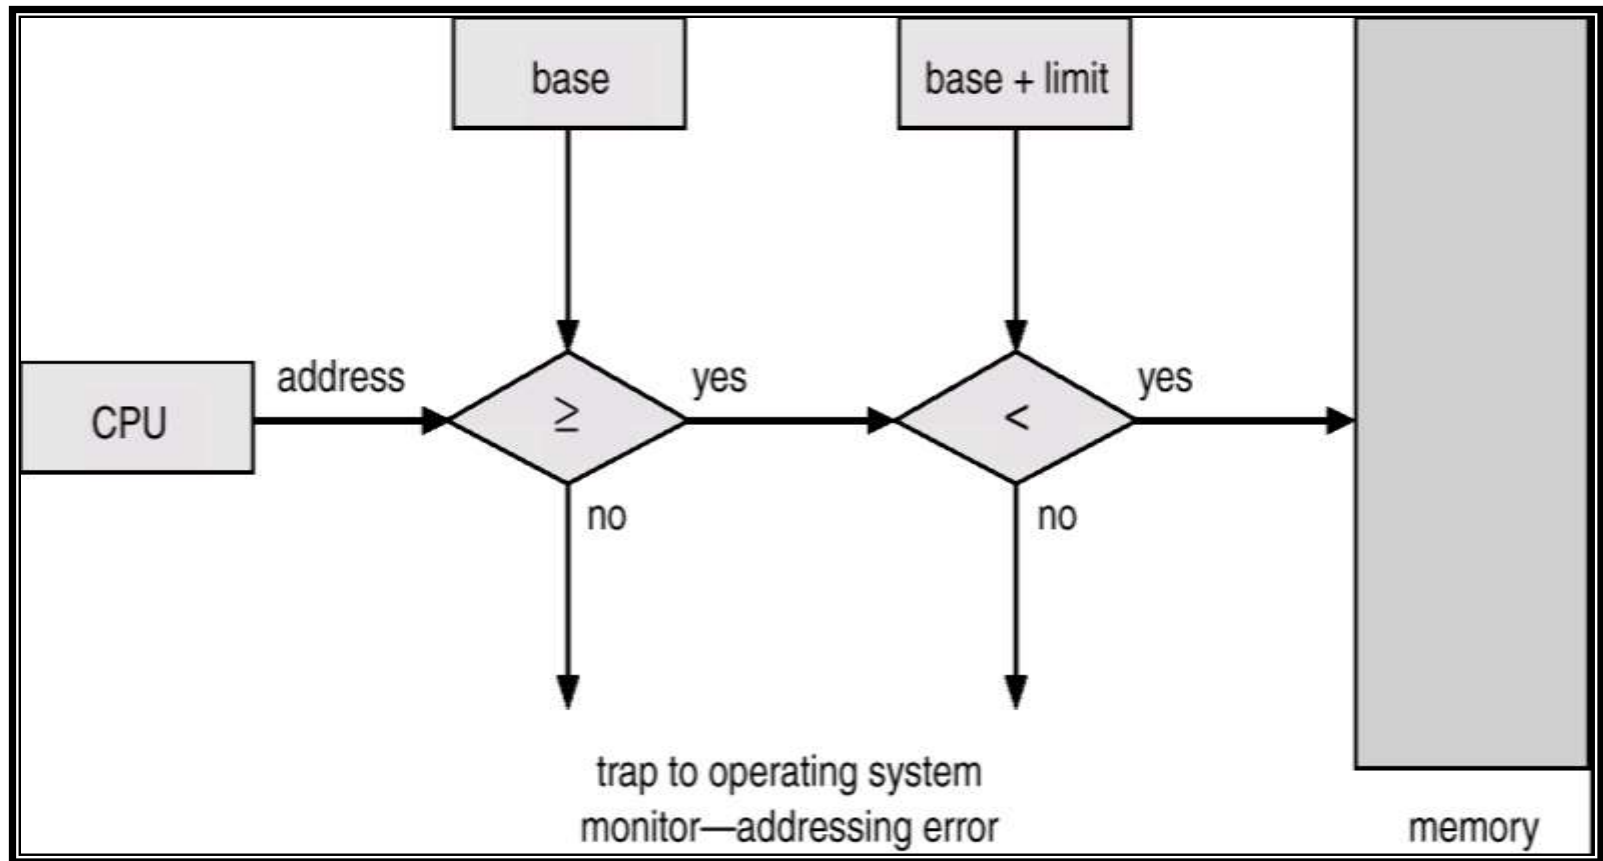 base
base + limit
address
yes
yes
CPU
≥
<
no
no
trap to operating system
monitor—addressing error
memory